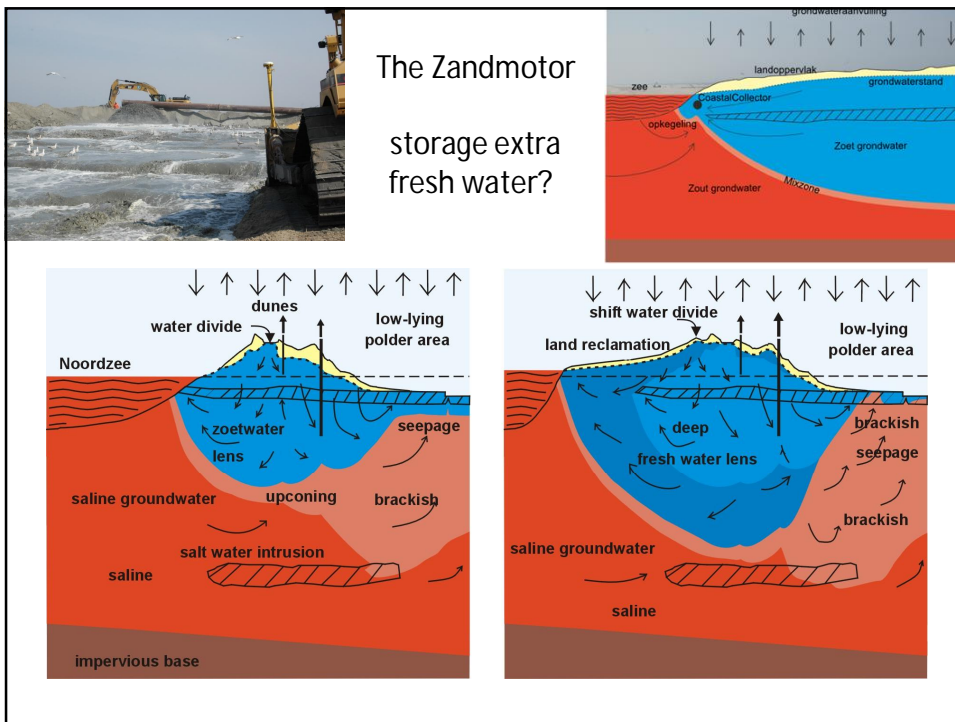 The Zandmotor
storage extra
fresh water?
grondwateraanvulling
landoppervlak
zee
grondwaterstand
CoastalCollector
opkegeling
Zoet grondwater
Mixzone
Zout grondwater
dunes
water divide
low-lying
polder area
Noordzee
zoetwater
seepage
lens
saline groundwater
upconing
brackish
salt water intrusion
saline
impervious base
shift water divide
land reclamation
low-lying
polder area
brackish
deep
seepage
fresh water lens
brackish
saline groundwater
saline